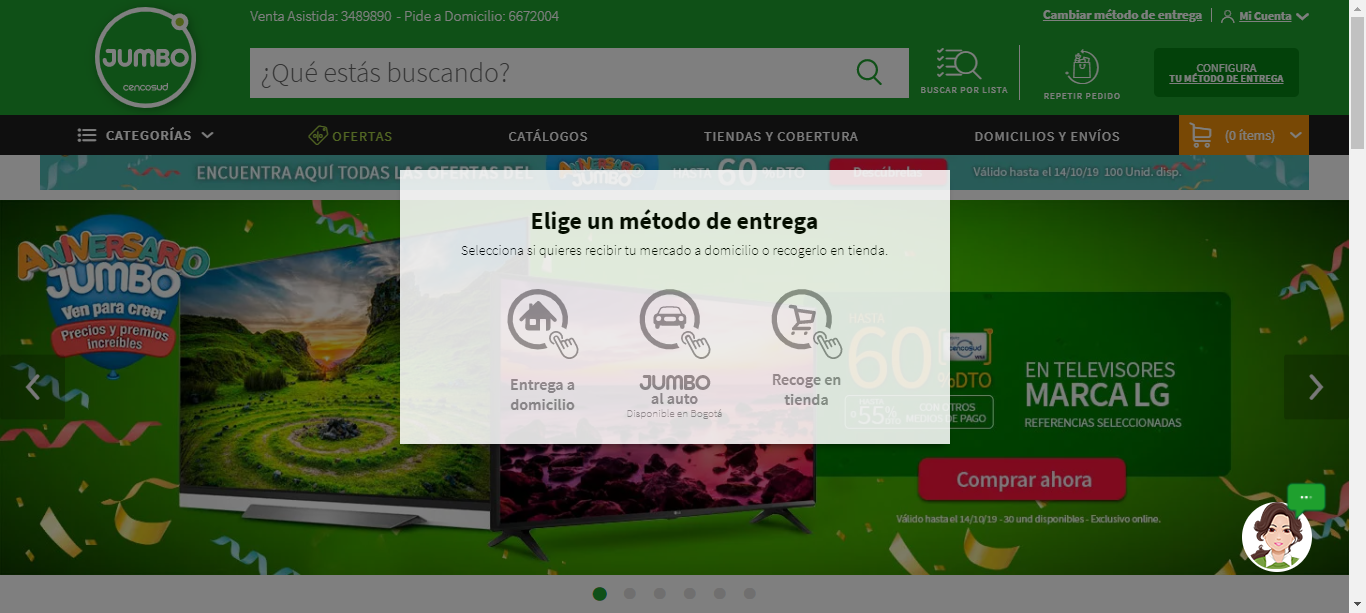 Venta Asistida: 3489890 - Pide a Domicilio: 6672004
Cambiar método de entrega
Mi Cuenta
JUMBO
cencosud
¿Qué estás buscando?
BUSCAR POR LISTA
REPETIR PEDIDO
CONFIGURA
TU MÉTODO DE ENTREGA
CATEGORÍAS
OFERTAS
CATÁLOGOS
TIENDAS Y COBERTURA
DOMICILIOS Y ENVÍOS
(0 ítems)
ENCUENTRA AQUÍ TODAS LAS OFERTAS DEL
ANIVERSARIO
JUMBO
HASTA 60 %DTO
Válido hasta el 14/10/19 100 Unid. disp.
Elige un método de entrega
Selecciona si quieres recibir tu mercado a domicilio o recogerlo en tienda.
Entrega a
domicilio
JUMBO
al auto
Disponible en Bogotá
Recoge en
tienda
ANIVERSARIO
JUMBO
Ven para creer
Precios y premios
increíbles
HASTA
60 %DTO
cencosud
55%
CON OTROS
MEDIOS DE PAGO
EN TELEVISORES
MARCA LG
REFERENCIAS SELECCIONADAS
Comprar ahora
Válido hasta el 14/10/19 -30 und disponibles - Exclusivo online.
LG